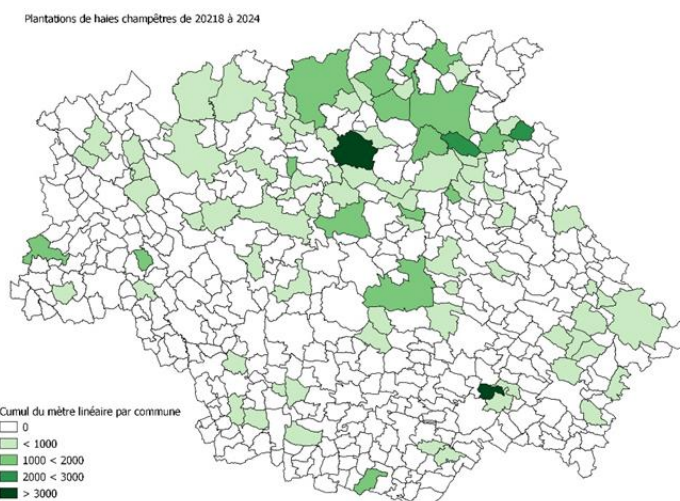 Plantations de haies champêtres de 20218 à 2024
Cumul du mètre linéaire par commune
0
< 1000
1000 < 2000
2000 < 3000
> 3000